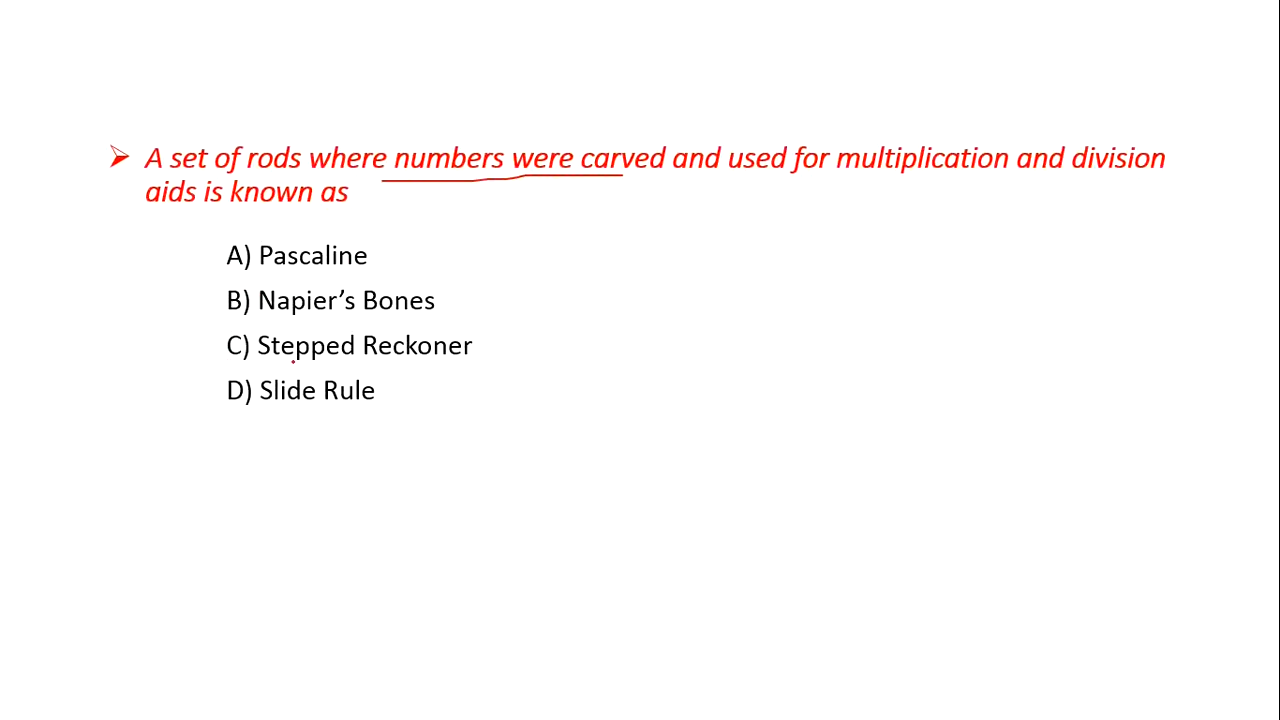 A set of rods where numbers were carved and used for multiplication and division
aids is known as
A) Pascaline
B) Napier’s Bones
C) Stepped Reckoner
D) Slide Rule